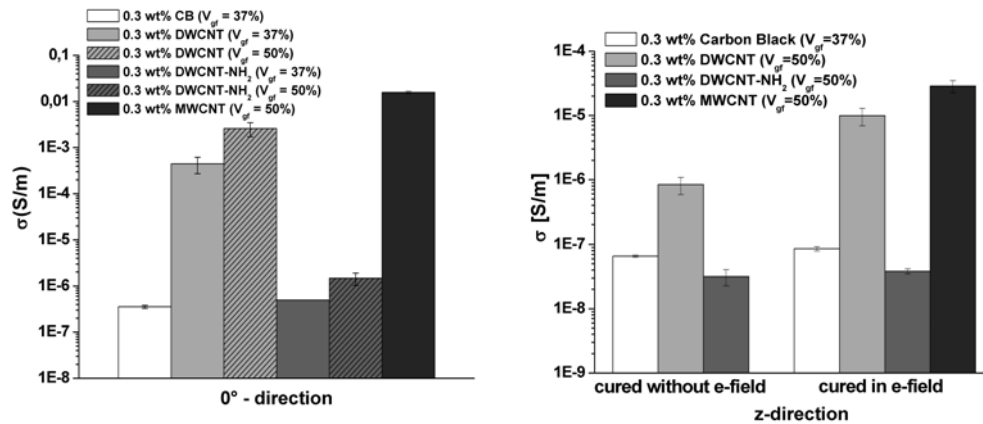 0.3 wt% CB (Vgf = 37%)
0.3 wt% DWCNT (Vgf = 37%)
0.3 wt% DWCNT (Vgf = 50%)
0.3 wt% DWCNT-NH2 (Vgf = 37%)
0.3 wt% DWCNT-NH2 (Vgf = 50%)
0.3 wt% MWCNT (Vgf = 50%)
σ(S/m)
0,1
0,01
1E-3
1E-4
1E-5
1E-6
1E-7
1E-8
0° - direction
0.3 wt% Carbon Black (Vgf=37%)
0.3 wt% DWCNT (Vgf=50%)
0.3 wt% DWCNT-NH2 (Vgf=50%)
0.3 wt% MWCNT (Vgf=50%)
σ [S/m]
1E-4
1E-5
1E-6
1E-7
1E-8
1E-9
cured without e-field
cured in e-field
z-direction